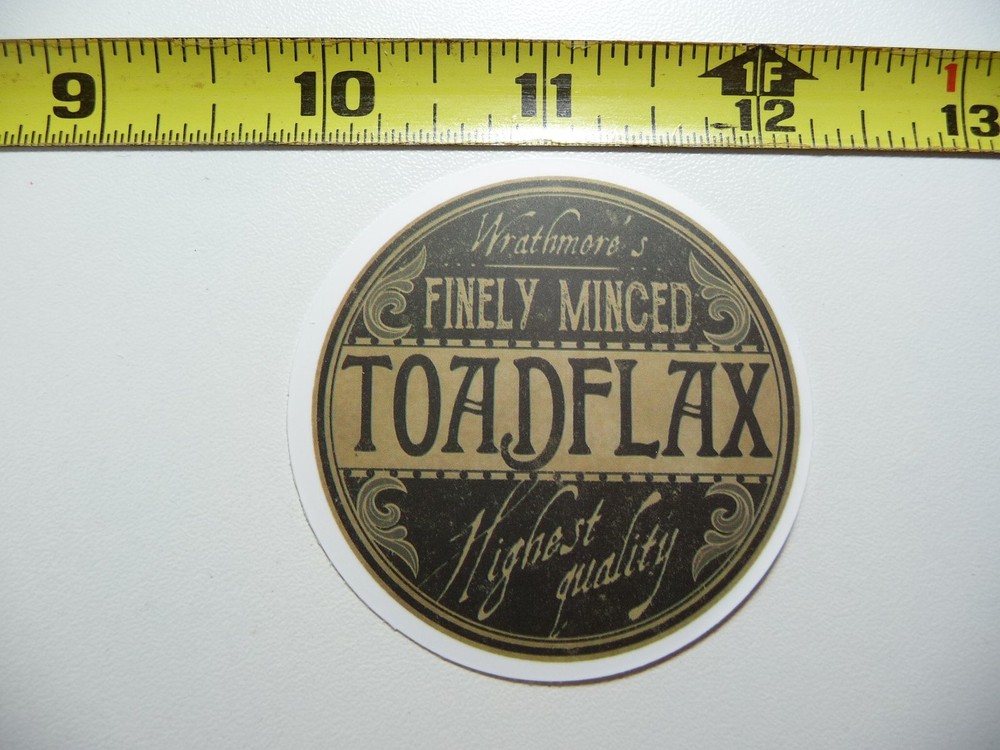 9 10 11 1F 12 1 13
Wrathmore's
FINELY MINCED
TOADFLAX
Highest
quality